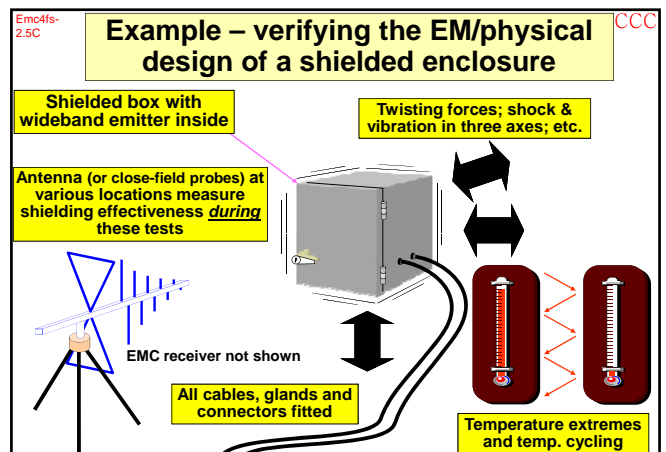 Emc4fs-
2.5C
CCC
Example – verifying the EM/physical
design of a shielded enclosure
Shielded box with
wideband emitter inside
Twisting forces; shock &
vibration in three axes; etc.
Antenna (or close-field probes) at
various locations measure
shielding effectiveness during
these tests
EMC receiver not shown
All cables, glands and
connectors fitted
Temperature extremes
and temp. cycling